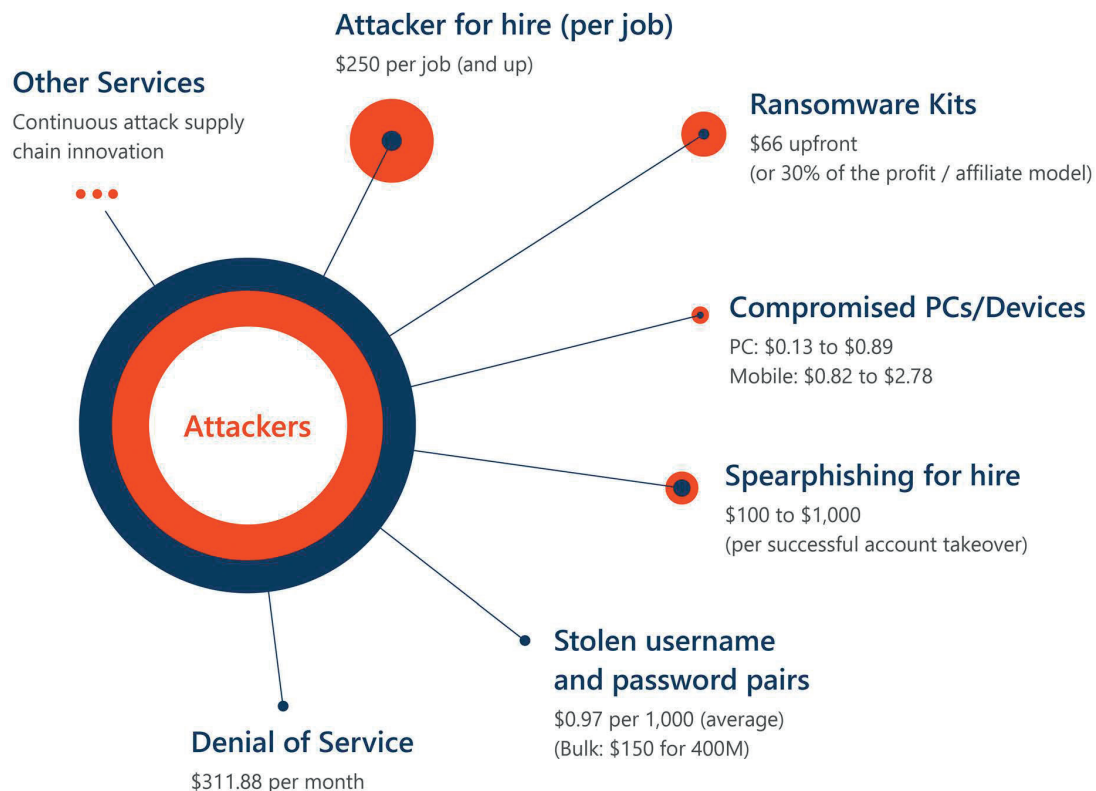 Attacker for hire (per job)
$250 per job (and up)
Other Services
Continuous attack supply
chain innovation
Ransomware Kits
$66 upfront
(or 30% of the profit / affiliate model)
Compromised PCs/Devices
PC: $0.13 to $0.89
Mobile: $0.82 to $2.78
Attackers
Spearphishing for hire
$100 to $1,000
(per successful account takeover)
Stolen username
and password pairs
$0.97 per 1,000 (average)
(Bulk: $150 for 400M)
Denial of Service
$311.88 per month